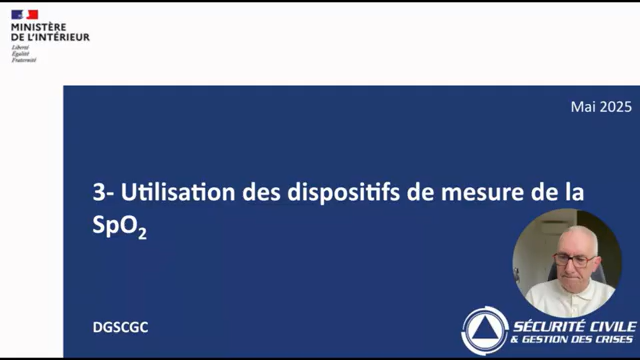 MINISTÈRE
DE L'INTÉRIEUR
Liberté
Égalité
Fraternité
Mai 2025
3- Utilisation des dispositifs de mesure de la
SpO₂
DGSCGC
SÉCURITÉ CIVILE
& GESTION DES CRISES